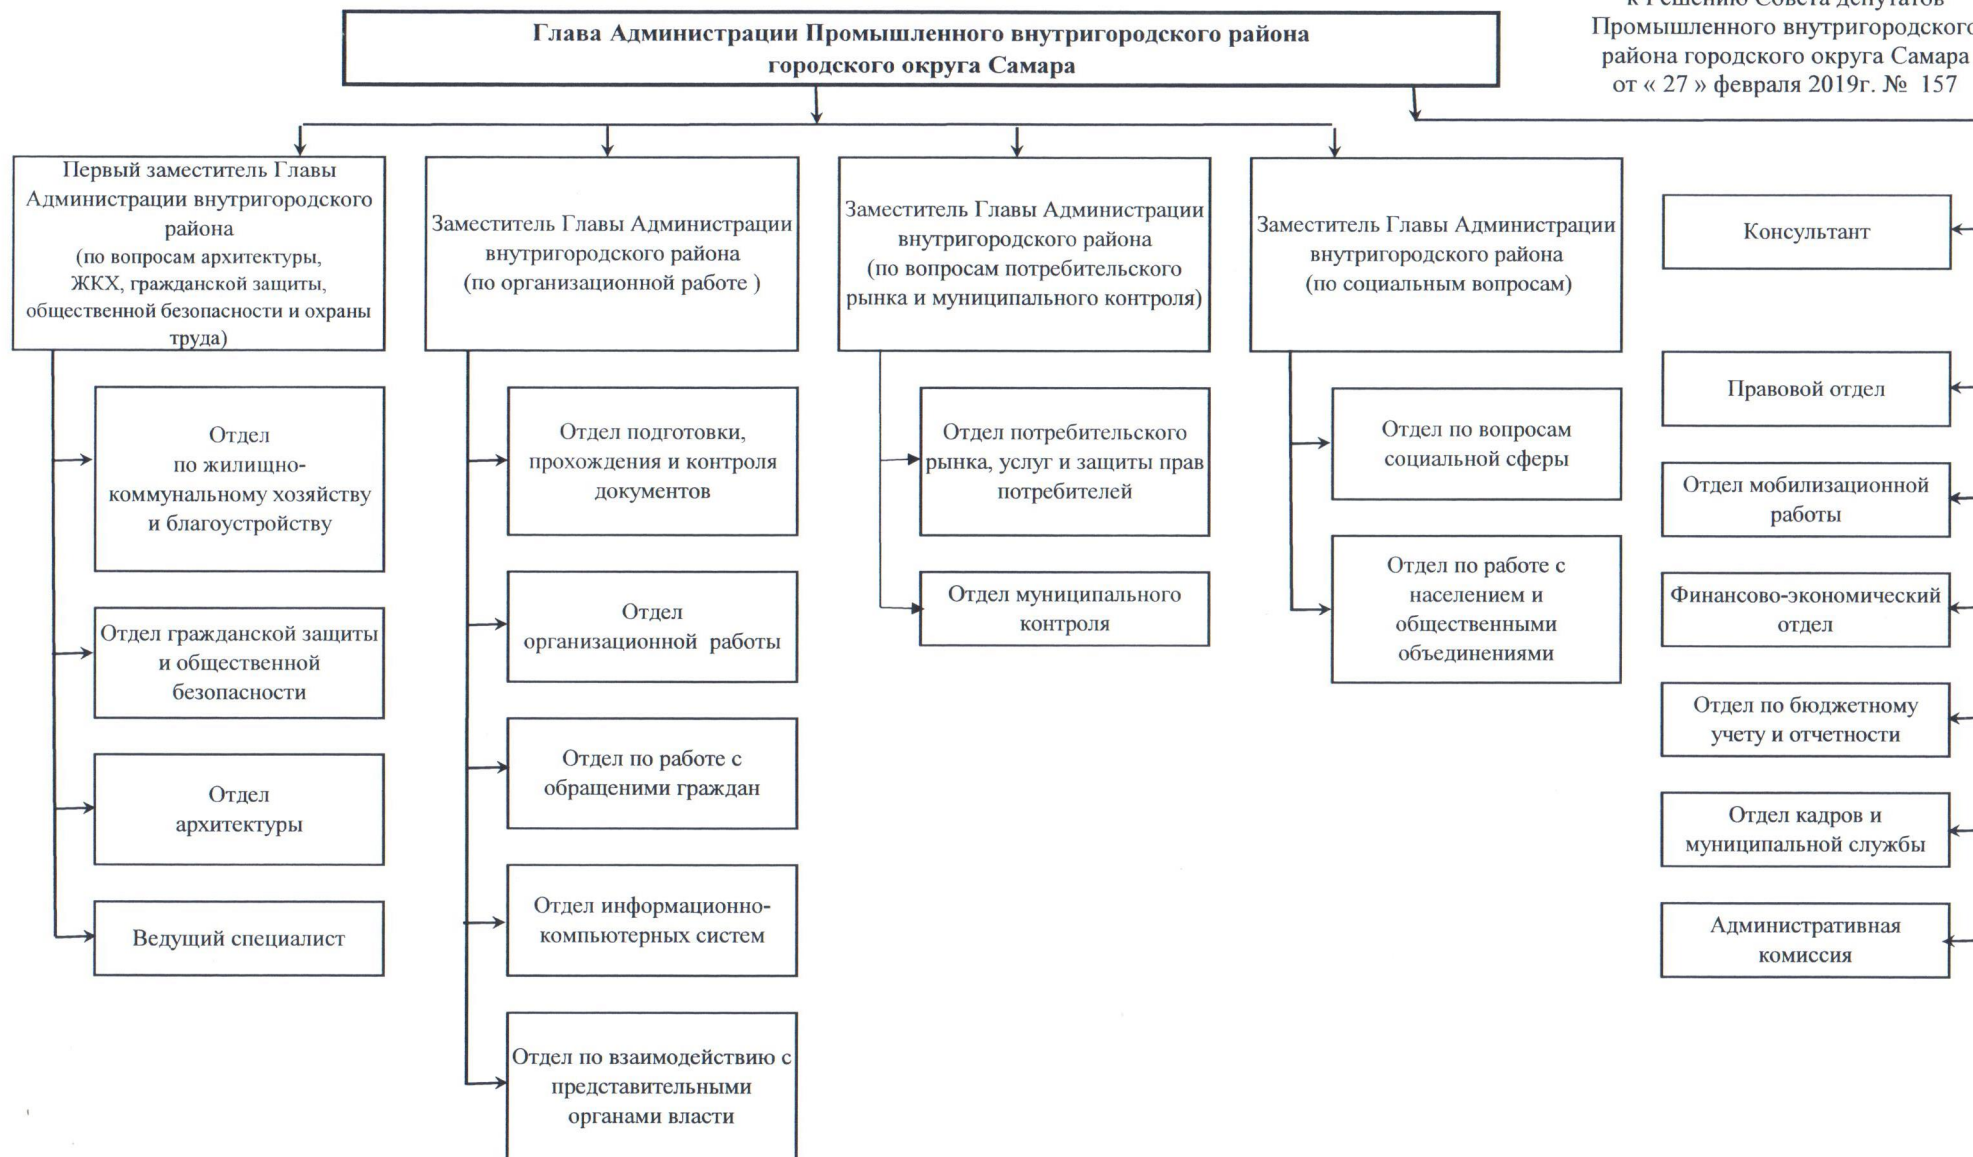 к Решению Совета депутатов
Промышленного внутригородского
района городского округа Самара
от « 27 » февраля 2019г. № 157
Глава Администрации Промышленного внутригородского района
городского округа Самара
Первый заместитель Главы
Администрации внутригородского
района
(по вопросам архитектуры,
ЖКХ, гражданской защиты,
общественной безопасности и охраны
труда)
Отдел
по жилищно-
коммунальному хозяйству
и благоустройству
Отдел гражданской защиты
и общественной
безопасности
Отдел
архитектуры
Ведущий специалист
Заместитель Главы Администрации
внутригородского района
(по организационной работе )
Отдел подготовки,
прохождения и контроля
документов
Отдел
организационной работы
Отдел по работе с
обращеними граждан
Отдел информационно-
компьютерных систем
Отдел по взаимодействию с
представительными
органами власти
Заместитель Главы Администрации
внутригородского района
(по вопросам потребительского
рынка и муниципального контроля)
Отдел потребительского
рынка, услуг и защиты прав
потребителей
Отдел муниципального
контроля
Заместитель Главы Администрации
внутригородского района
(по социальным вопросам)
Отдел по вопросам
социальной сферы
Отдел по работе с
населением и
общественными
объединениями
Консультант
Правовой отдел
Отдел мобилизационной
работы
Финансово-экономический
отдел
Отдел по бюджетному
учету и отчетности
Отдел кадров и
муниципальной службы
Административная
комиссия